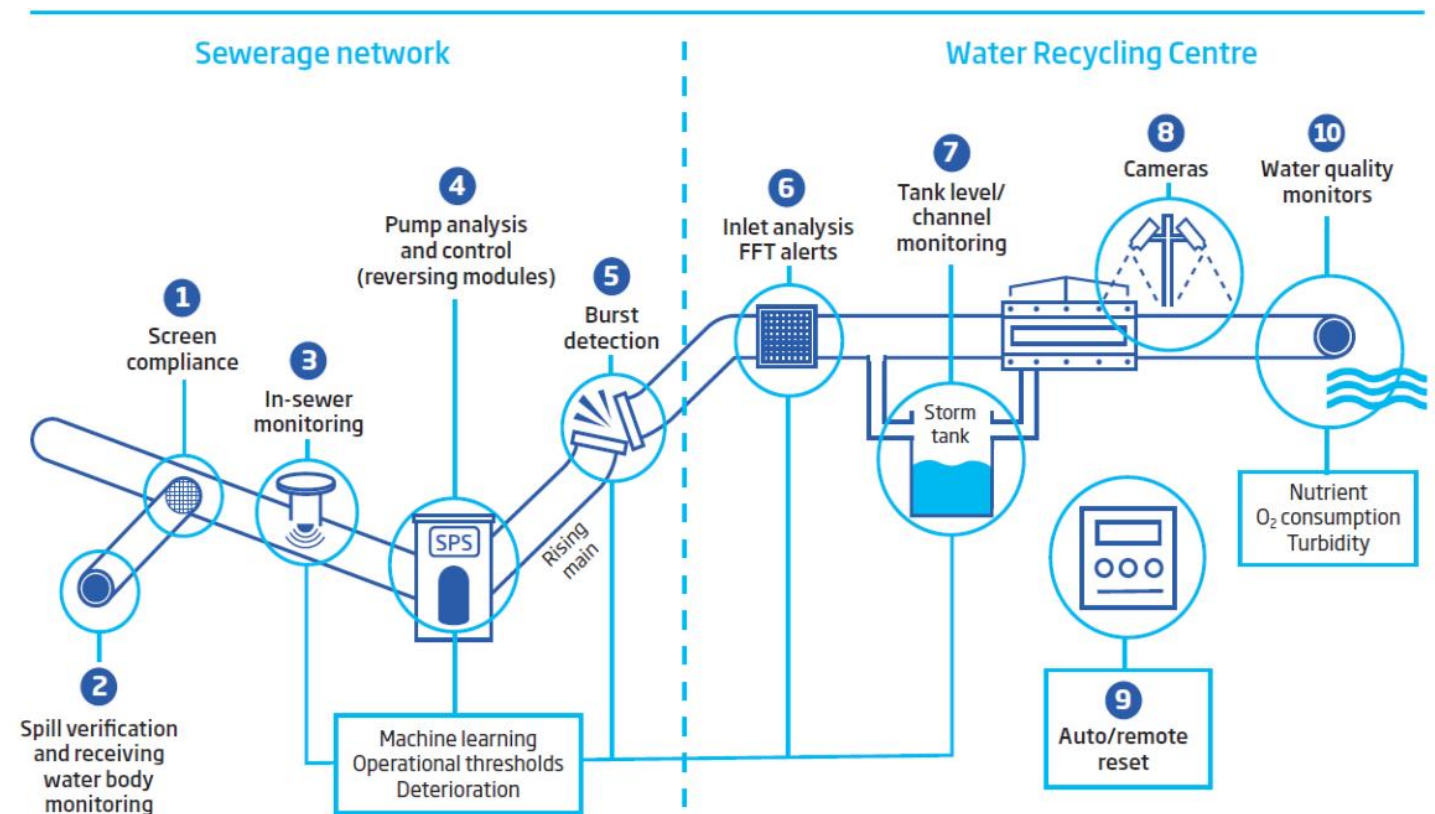 Sewerage network
Water Recycling Centre
1
Screen
compliance
2
Spill verification
and receiving
water body
monitoring
3
In-sewer
monitoring
4
Pump analysis
and control
(reversing modules)
SPS
5
Burst
detection
Rising
main
Machine learning
Operational thresholds
Deterioration
6
Inlet analysis
FFT alerts
7
Tank level/
channel
monitoring
Storm
tank
8
Cameras
9
Auto/remote
reset
10
Water quality
monitors
Nutrient
O₂ consumption
Turbidity